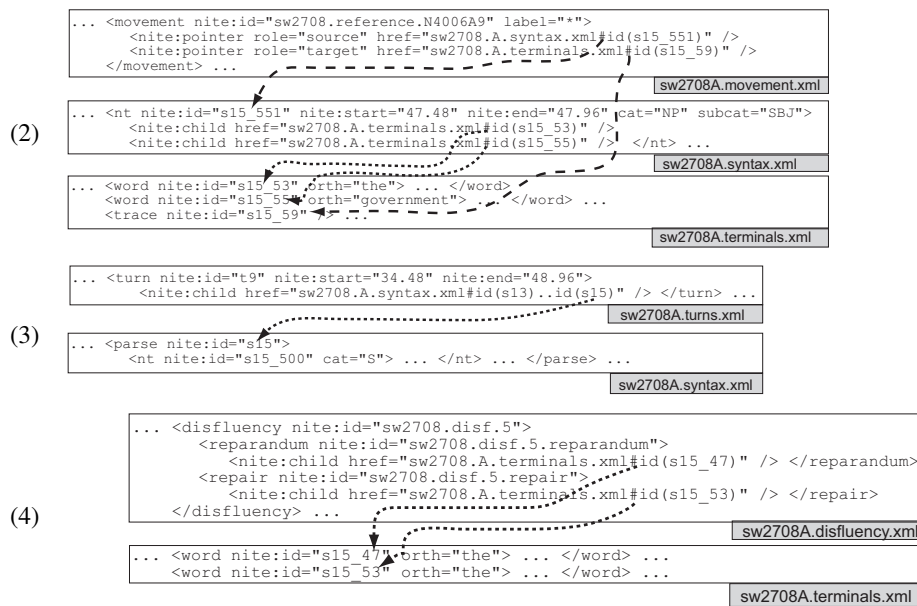 ... <movement nite:id="sw2708.reference.N4006A9" label="*">
<nite:pointer role="source" href="sw2708.A.syntax.xml#id(s15_551)" />
<nite:pointer role="target" href="sw2708.A.terminals.xml#id(s15_59)" />
</movement> ...
sw2708A.movement.xml
(2)
... <nt nite:id="s15_551" nite:start="47.48" nite:end="47.96" cat="NP" subcat="SBJ">
<nite:child href="sw2708.A.terminals.xml#id(s15_53)" />
<nite:child href="sw2708.A.terminals.xml#id(s15_55)" /> </nt> ...
sw2708A.syntax.xml
... <word nite:id="s15_53" orth="the"> ... </word>
<word nite:id="s15_55" orth="government"> ... </word> ...
<trace nite:id="s15_59" /> ...
sw2708A.terminals.xml
(3)
... <turn nite:id="t9" nite:start="34.48" nite:end="48.96">
<nite:child href="sw2708.A.syntax.xml#id(s13)..id(s15)" /> </turn> ...
sw2708A.turns.xml
... <parse nite:id="s15">
<nt nite:id="s15_500" cat="S"> ... </nt> ... </parse> ...
sw2708A.syntax.xml
(4)
... <disfluency nite:id="sw2708.disf.5">
<reparandum nite:id="sw2708.disf.5.reparandum">
<nite:child href="sw2708.A.terminals.xml#id(s15_47)" /> </reparandum>
<repair nite:id="sw2708.disf.5.repair">
<nite:child href="sw2708.A.terminals.xml#id(s15_53)" /> </repair>
</disfluency> ...
sw2708A.disfluency.xml
... <word nite:id="s15_47" orth="the"> ... </word> ...
<word nite:id="s15_53" orth="the"> ... </word> ...
sw2708A.terminals.xml